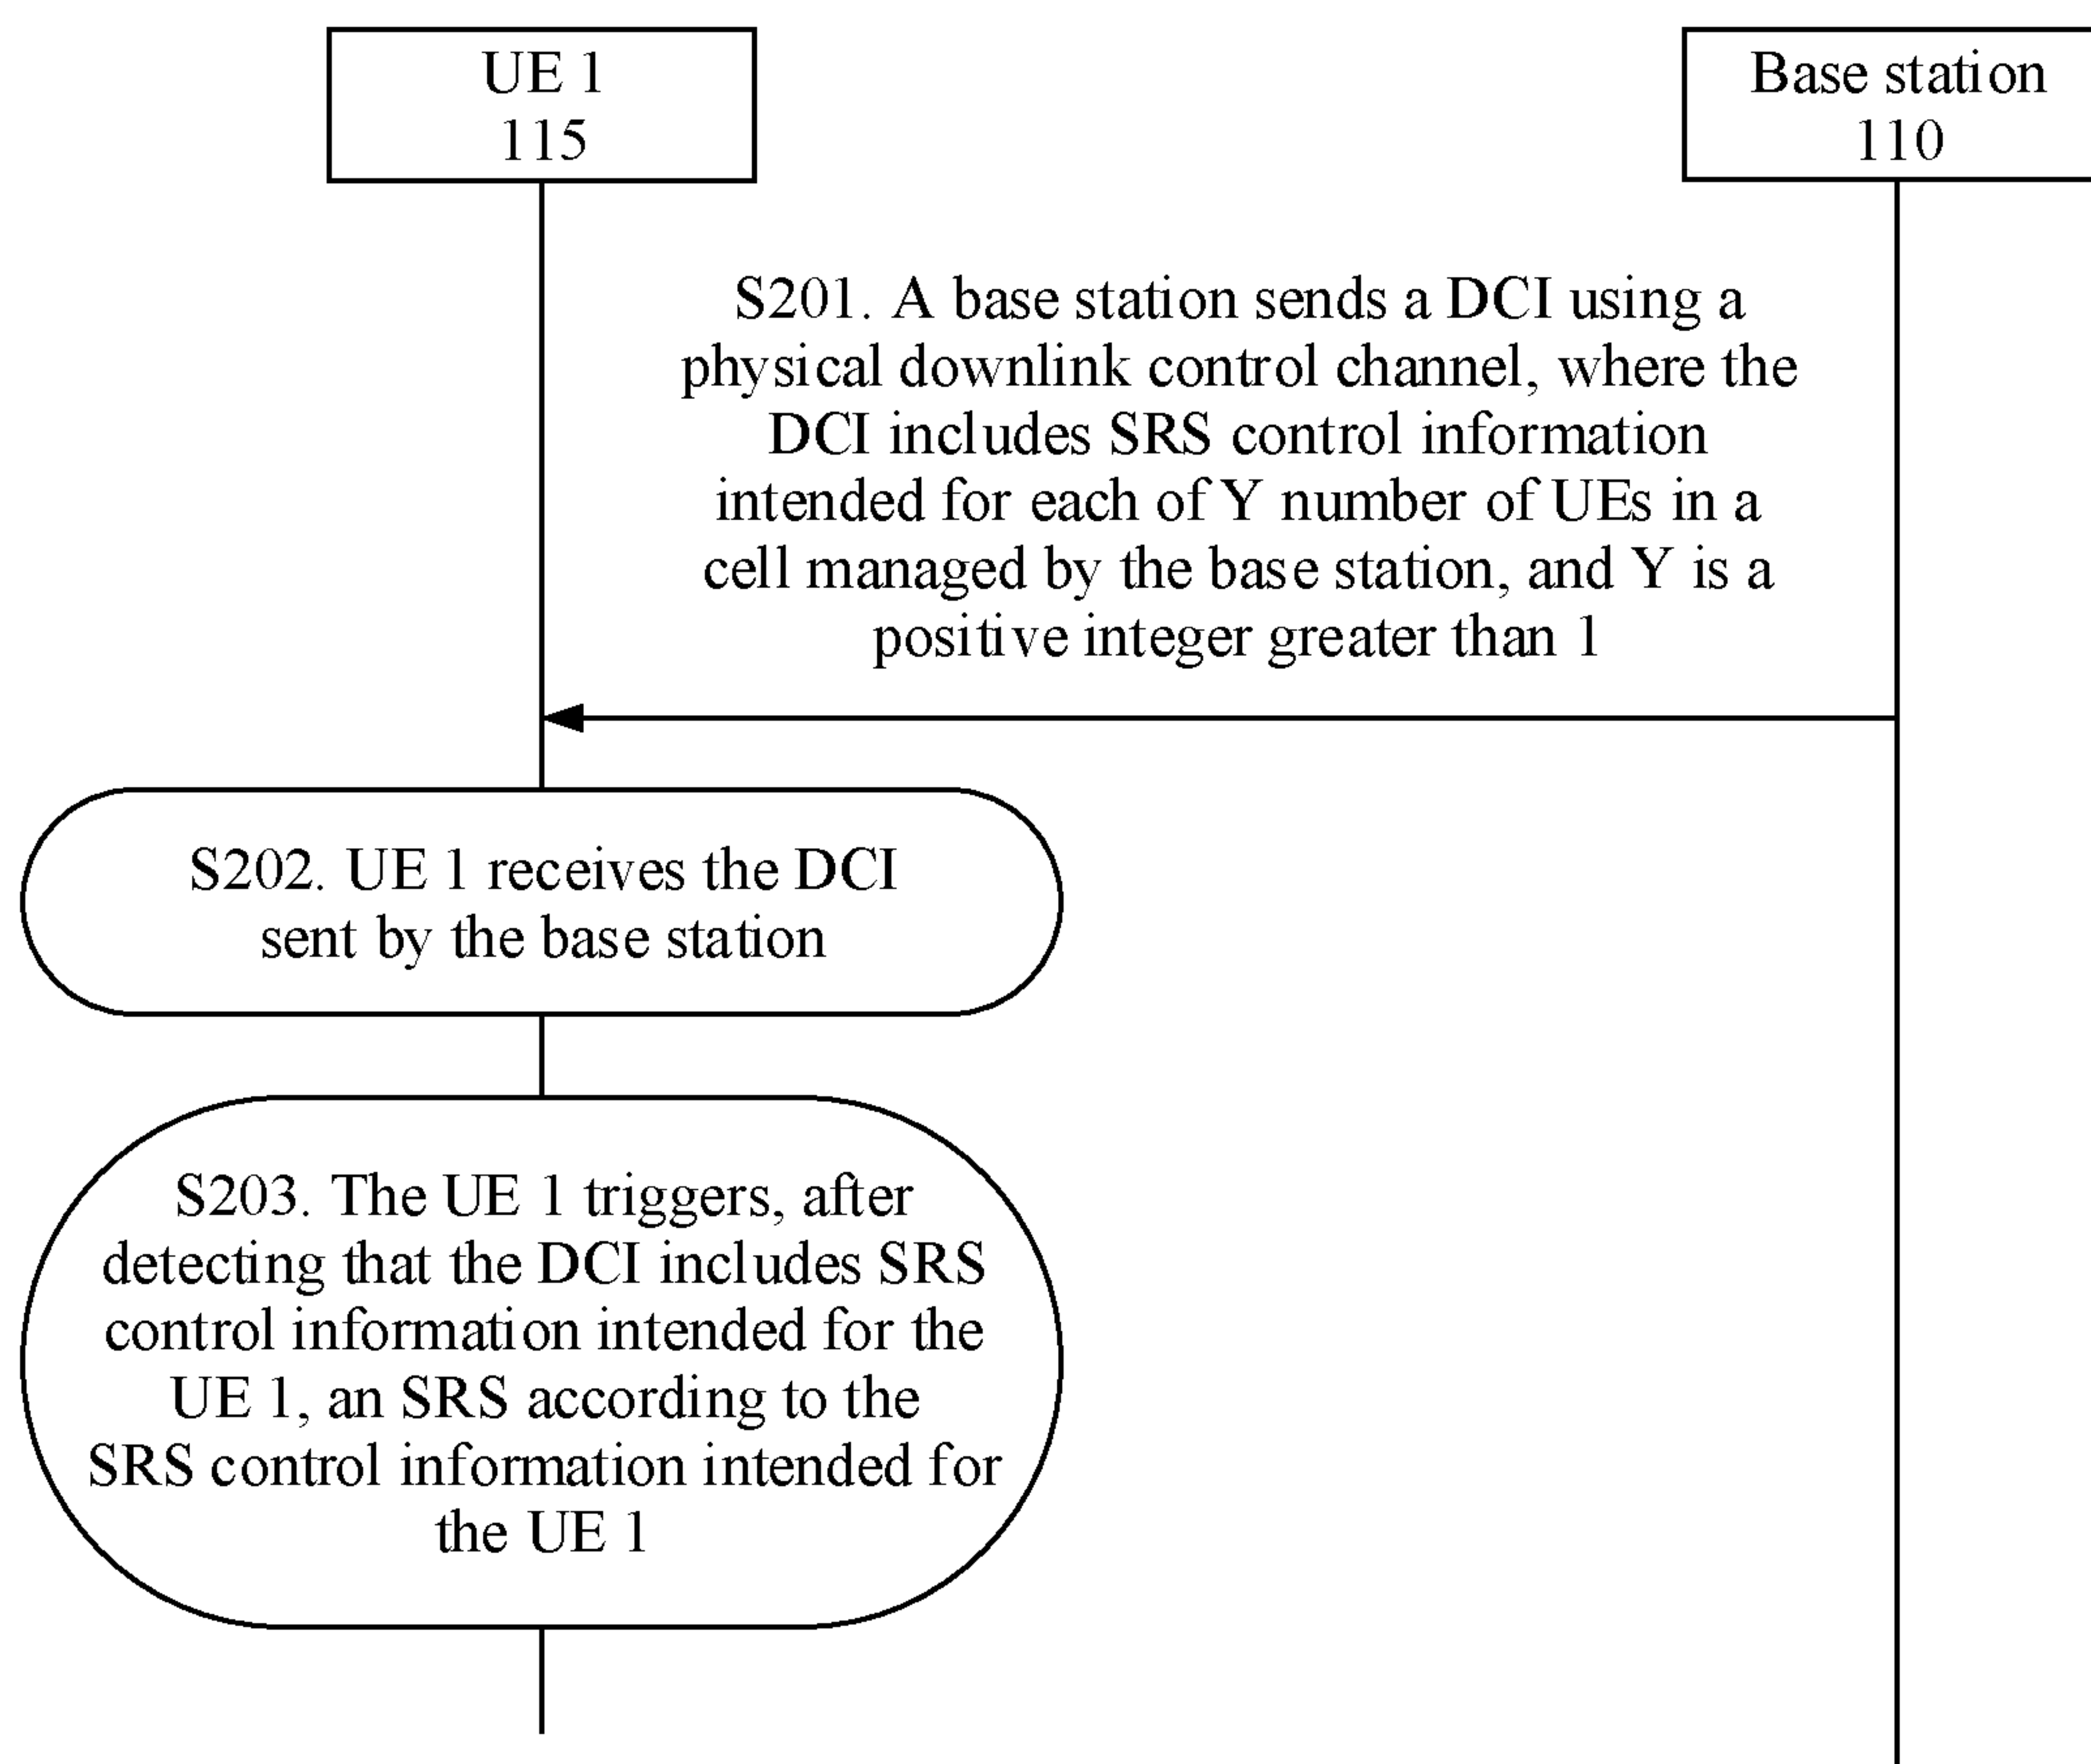 UE 1
115
Base station
110
S201. A base station sends a DCI using a
physical downlink control channel, where the
DCI includes SRS control information
intended for each of Y number of UEs in a
cell managed by the base station, and Y is a
positive integer greater than 1
S202. UE 1 receives the DCI
sent by the base station
S203. The UE 1 triggers, after
detecting that the DCI includes SRS
control information intended for the
UE 1, an SRS according to the
SRS control information intended for
the UE 1